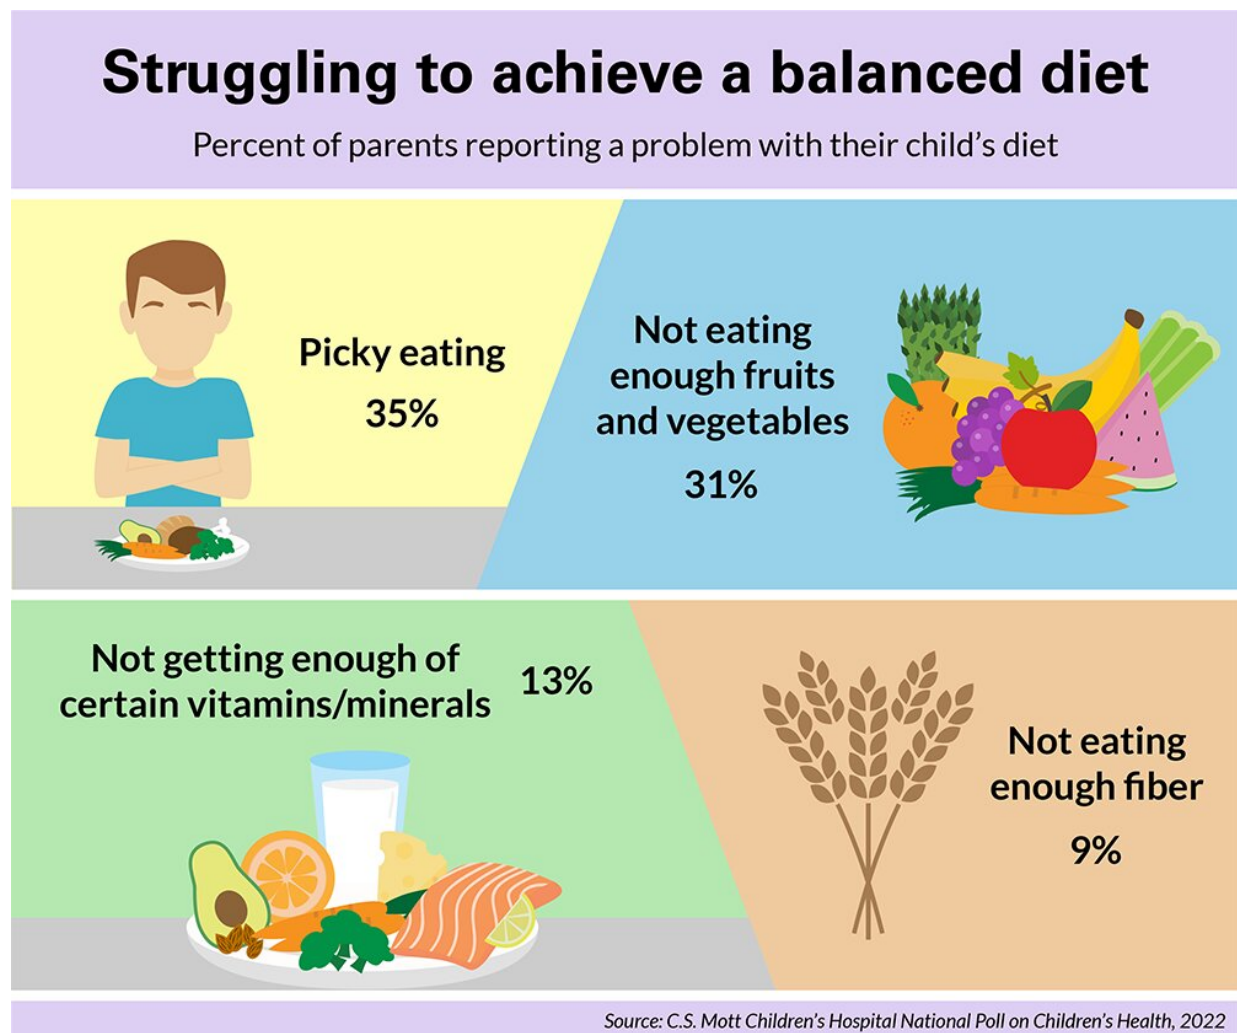 Struggling to achieve a balanced diet
Percent of parents reporting a problem with their child’s diet
Picky eating
35%
Not eating
enough fruits
and vegetables
31%
Not getting enough of
certain vitamins/minerals
13%
Not eating
enough fiber
9%
Source: C.S. Mott Children’s Hospital National Poll on Children’s Health, 2022